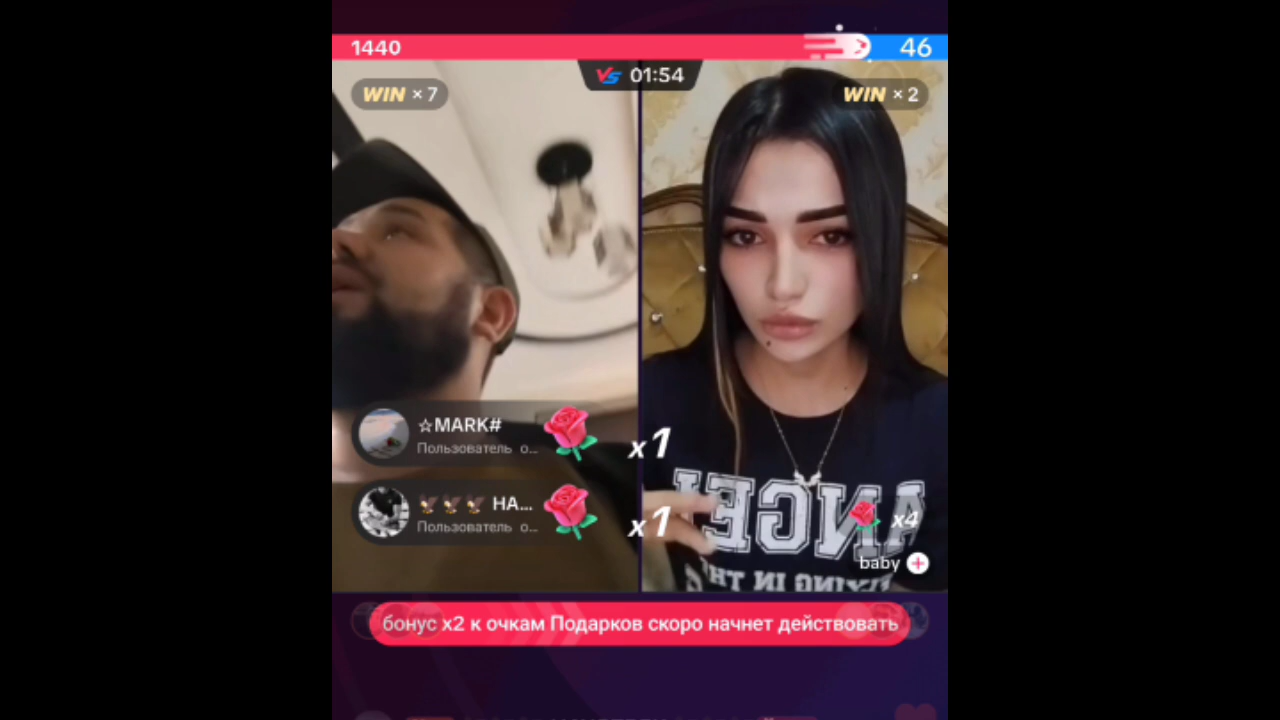 1440
46
VS 01:54
WIN × 7
WIN × 2
☆MARK#
Пользователь о...
x1
🦅🦅🦅 НА...
Пользователь о...
x1
ANGEL
x4
baby
бонус x2 к очкам Подарков скоро начнет действовать